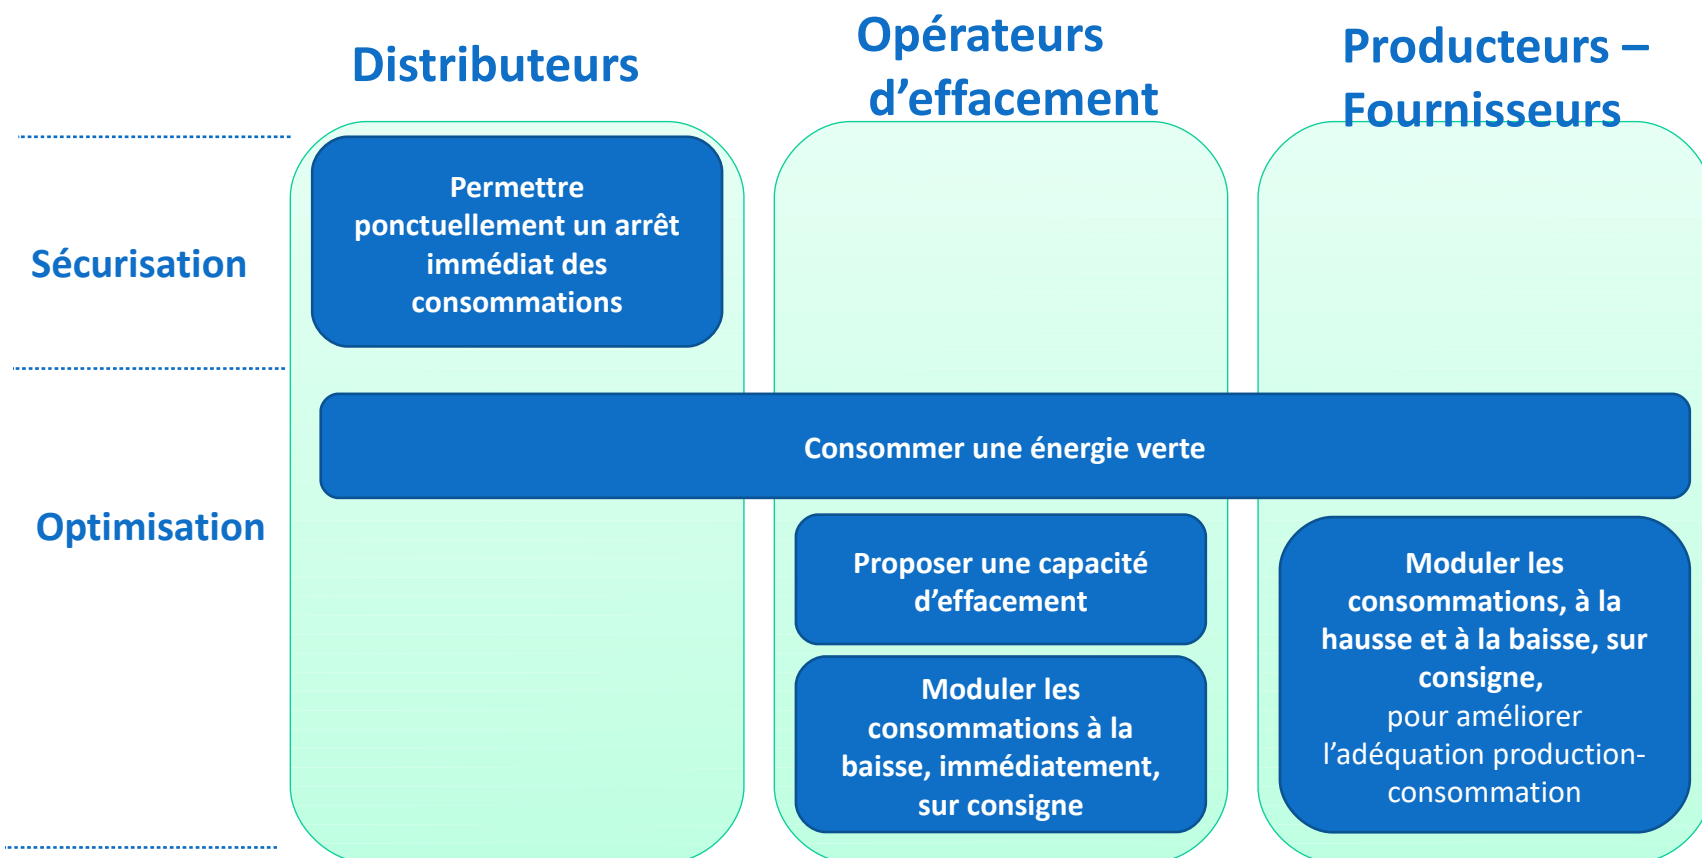 Distributeurs
Opérateurs
d’effacement
Producteurs –
Fournisseurs
Sécurisation
Permettre
ponctuellement un arrêt
immédiat des
consommations
Optimisation
Consommer une énergie verte
Proposer une capacité
d’effacement
Moduler les
consommations à la
baisse, immédiatement,
sur consigne
Moduler les
consommations, à la
hausse et à la baisse, sur
consigne,
pour améliorer
l’adéquation production-
consommation